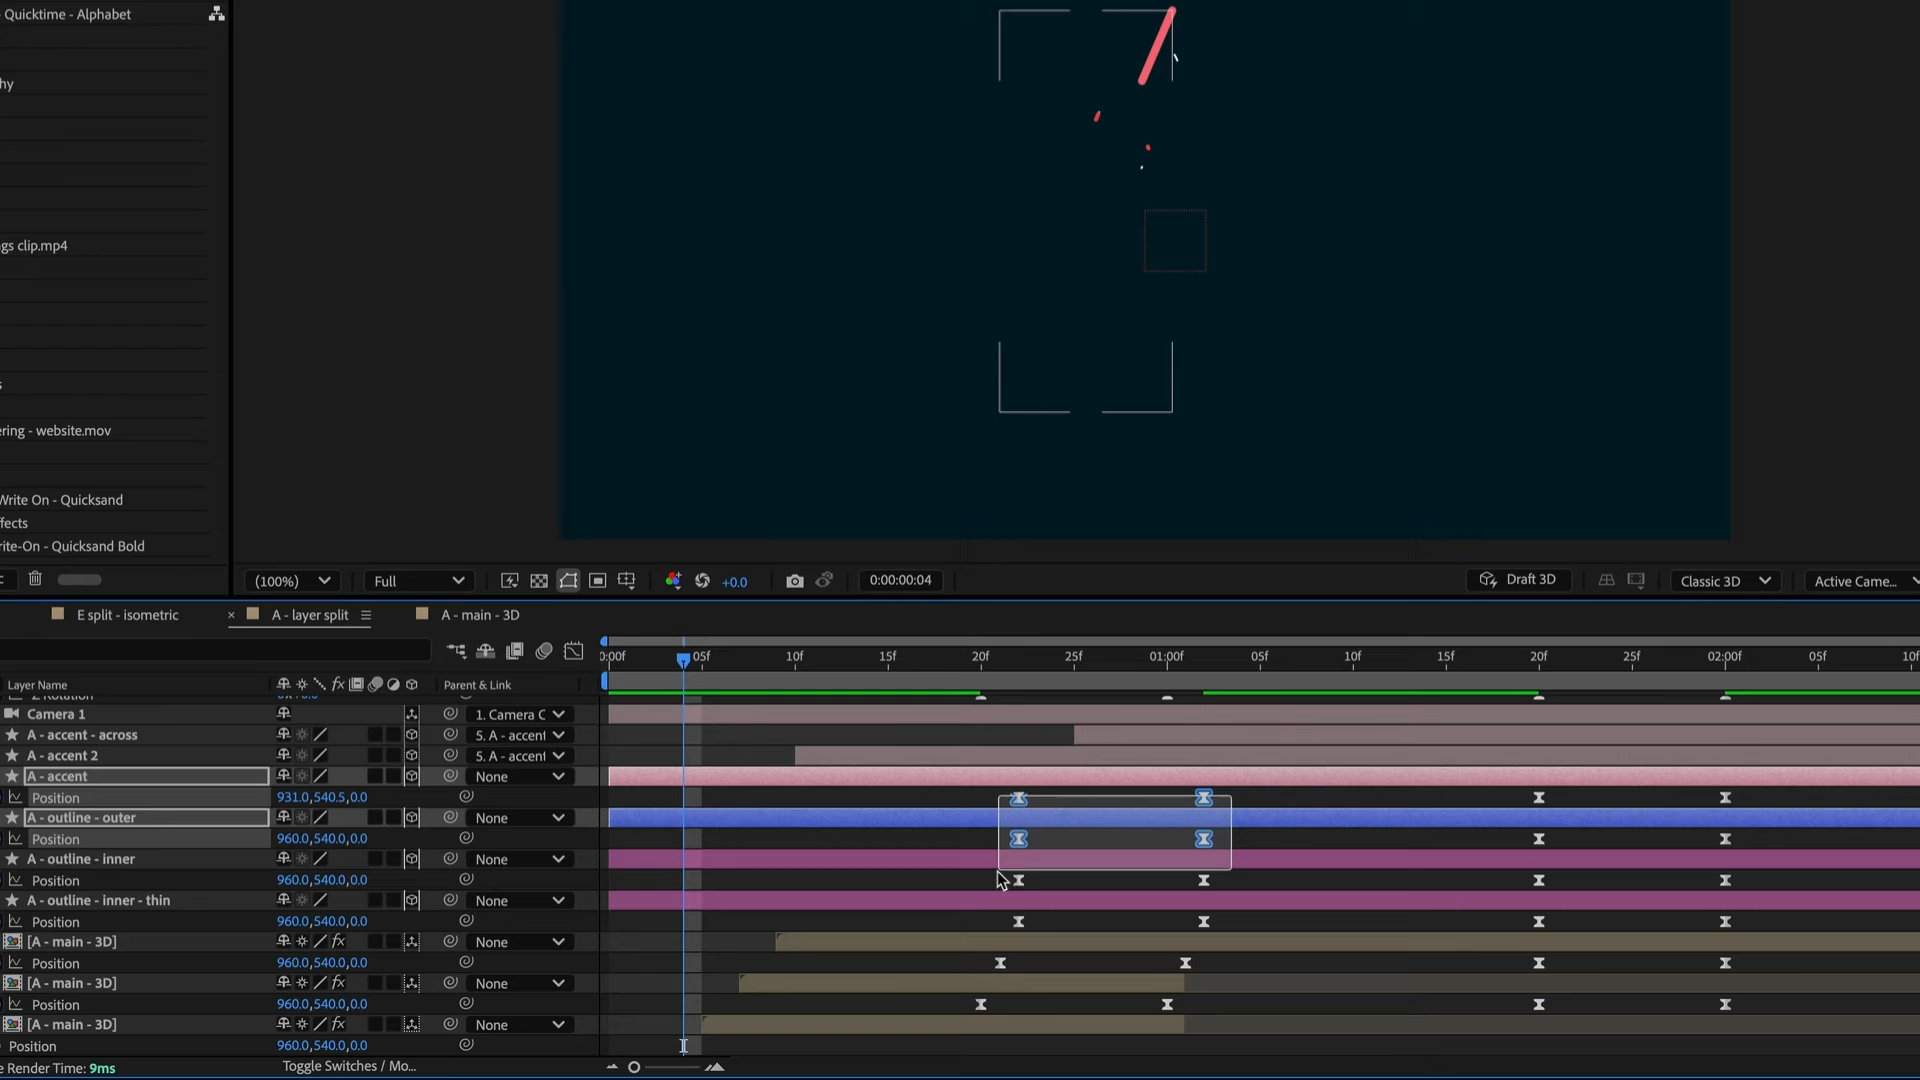 Quicktime - Alphabet
hy
gs clip.mp4
s
ering - website.mov
Write On - Quicksand
ffects
rite-On - Quicksand Bold
(100%)
Full
+0.0
0:00:00:04
Draft 3D
Classic 3D
Active Came...
E split - isometric
× A - layer split
A - main - 3D
0:00f 05f 10f 15f 20f 25f 01:00f 05f 10f 15f 20f 25f 02:00f 05f 10f
Layer Name
fx
Parent & Link
Camera 1
1. Camera C
A - accent - across
5. A - accent
A - accent 2
5. A - accent
A - accent
None
Position
931.0,540.5,0.0
A - outline - outer
None
Position
960.0,540.0,0.0
A - outline - inner
None
Position
960.0,540.0,0.0
A - outline - inner - thin
None
Position
960.0,540.0,0.0
[A - main - 3D]
fx
None
Position
960.0,540.0,0.0
[A - main - 3D]
fx
None
Position
960.0,540.0,0.0
[A - main - 3D]
fx
None
Position
960.0,540.0,0.0
e Render Time: 9ms
Toggle Switches / Mo...